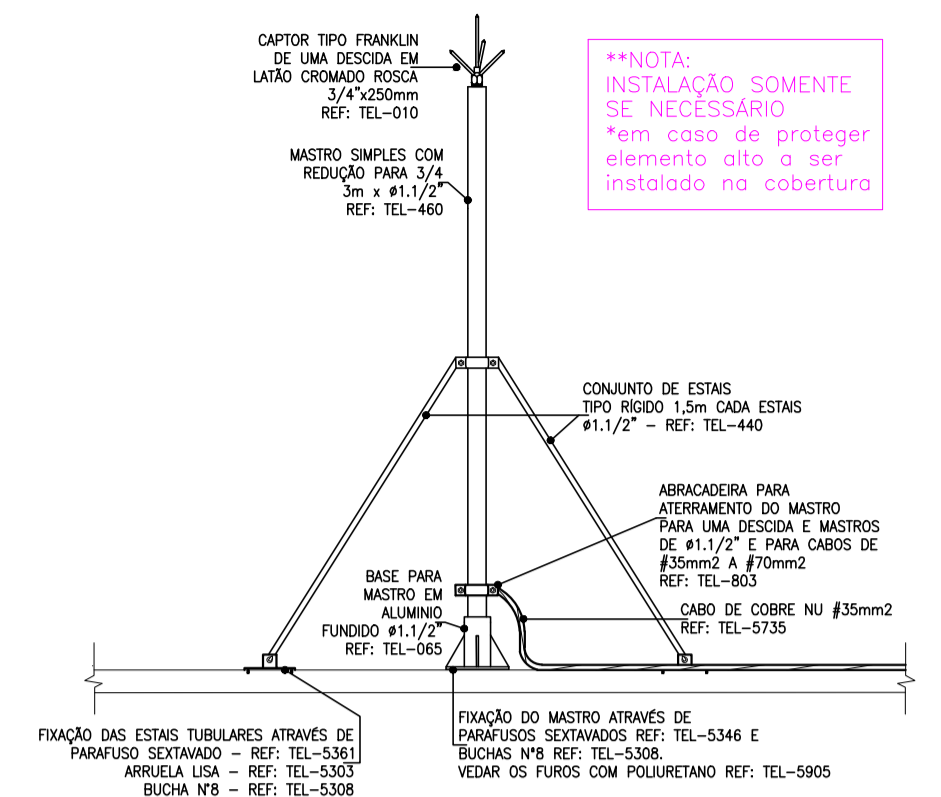 CAPTOR TIPO FRANKLIN
DE UMA DESCIDA EM
LATÃO CROMADO ROSCA
3/4"x250mm
REF: TEL-010
**NOTA:
INSTALAÇÃO SOMENTE
SE NECESSÁRIO
*em caso de proteger
elemento alto a ser
instalado na cobertura
MASTRO SIMPLES COM
REDUÇÃO PARA 3/4
3m x ø1.1/2"
REF: TEL-460
CONJUNTO DE ESTAIS
TIPO RÍGIDO 1,5m CADA ESTAIS
ø1.1/2" - REF: TEL-440
ABRACADEIRA PARA
ATERRAMENTO DO MASTRO
PARA UMA DESCIDA E MASTROS
DE ø1.1/2" E PARA CABOS DE
#35mm2 A #70mm2
REF: TEL-803
BASE PARA
MASTRO EM
ALUMINIO
FUNDIDO ø1.1/2"
REF: TEL-065
CABO DE COBRE NU #35mm2
REF: TEL-5735
FIXAÇÃO DAS ESTAIS TUBULARES ATRAVÉS DE
PARAFUSO SEXTAVADO - REF: TEL-5361
ARRUELA LISA - REF: TEL-5303
BUCHA N°8 - REF: TEL-5308
FIXAÇÃO DO MASTRO ATRAVÉS DE
PARAFUSOS SEXTAVADOS REF: TEL-5346 E
BUCHAS N°8 REF: TEL-5308.
VEDAR OS FUROS COM POLIURETANO REF: TEL-5905